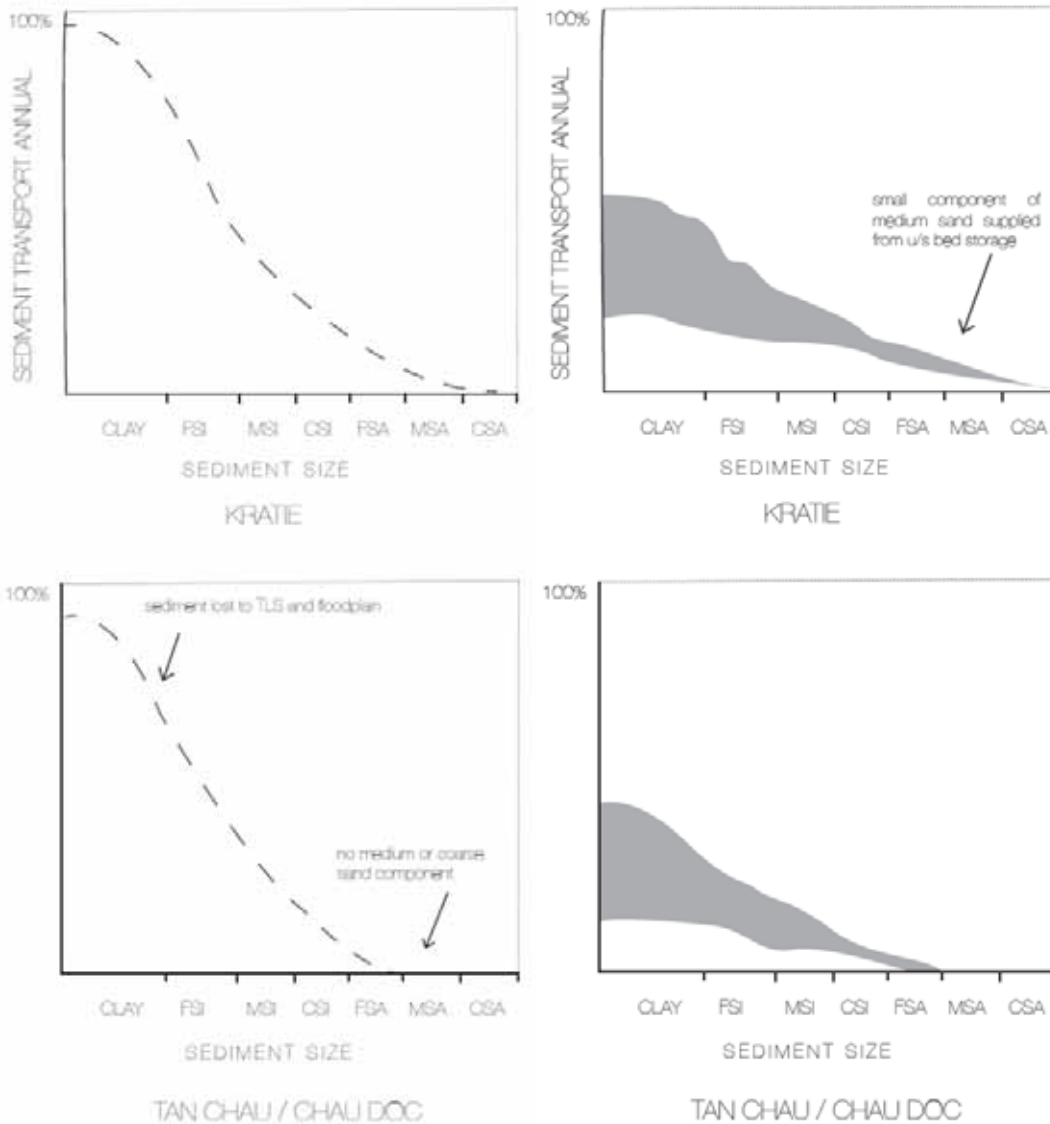 100%
SEDIMENT TRANSPORT ANNUAL
CLAY FSI MSI CSI FSA MSA CSA
SEDIMENT SIZE
KRATIE
100%
SEDIMENT TRANSPORT ANNUAL
small component of
medium sand supplied
from u/s bed storage
CLAY FSI MSI CSI FSA MSA CSA
SEDIMENT SIZE
KRATIE
100%
sediment lost to TLS and floodplain
no medium or coarse
sand component
CLAY FSI MSI CSI FSA MSA CSA
SEDIMENT SIZE
TAN CHAU / CHAU DOC
100%
CLAY FSI MSI CSI FSA MSA CSA
SEDIMENT SIZE
TAN CHAU / CHAU DOC